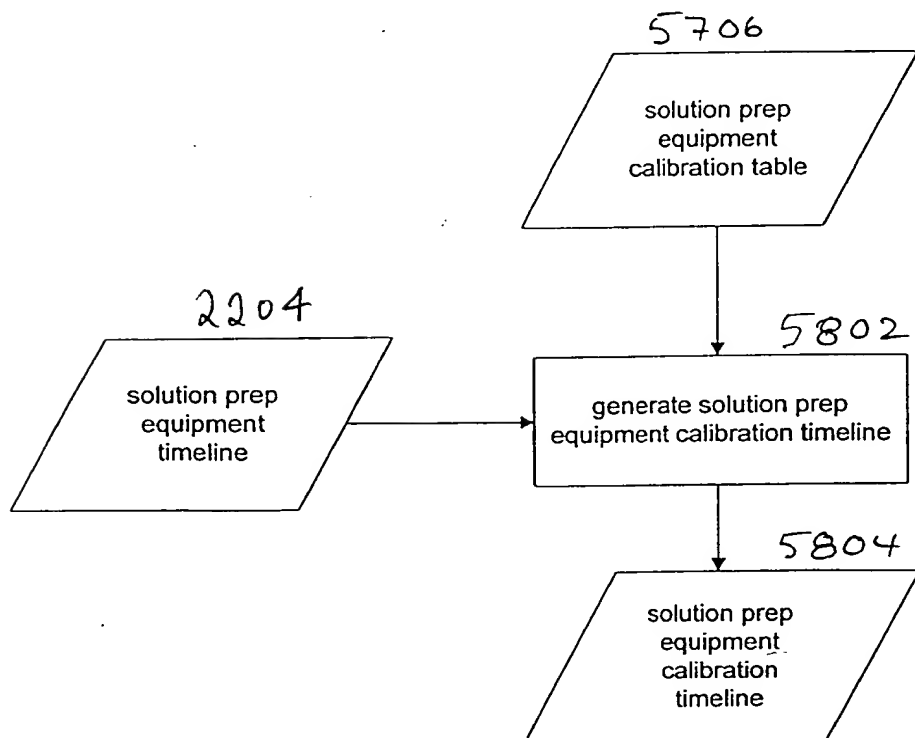 5706
solution prep
equipment
calibration table
2204
solution prep
equipment
timeline
5802
generate solution prep
equipment calibration timeline
5804
solution prep
equipment
calibration
timeline